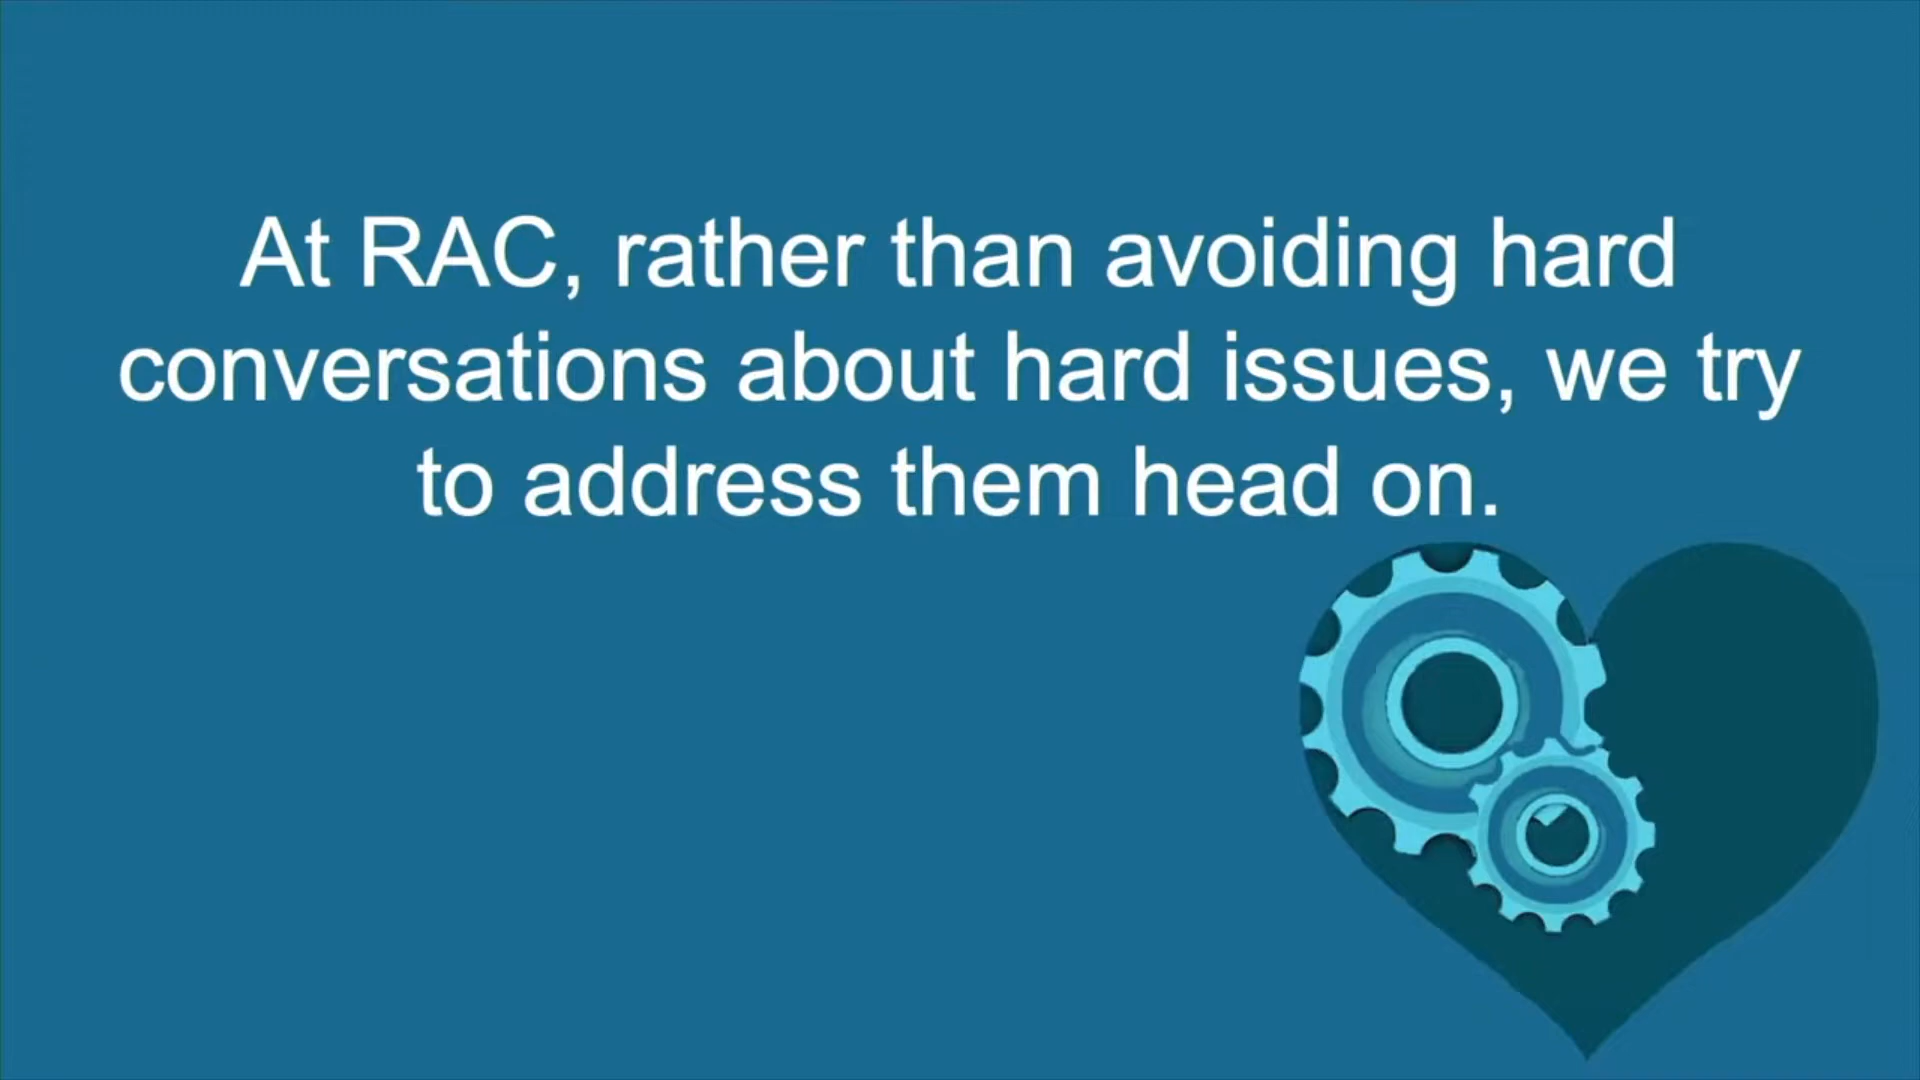 At RAC, rather than avoiding hard
conversations about hard issues, we try
to address them head on.